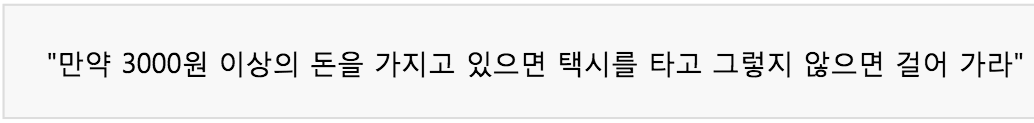 "만약 3000원 이상의 돈을 가지고 있으면 택시를 타고 그렇지 않으면 걸어 가라"